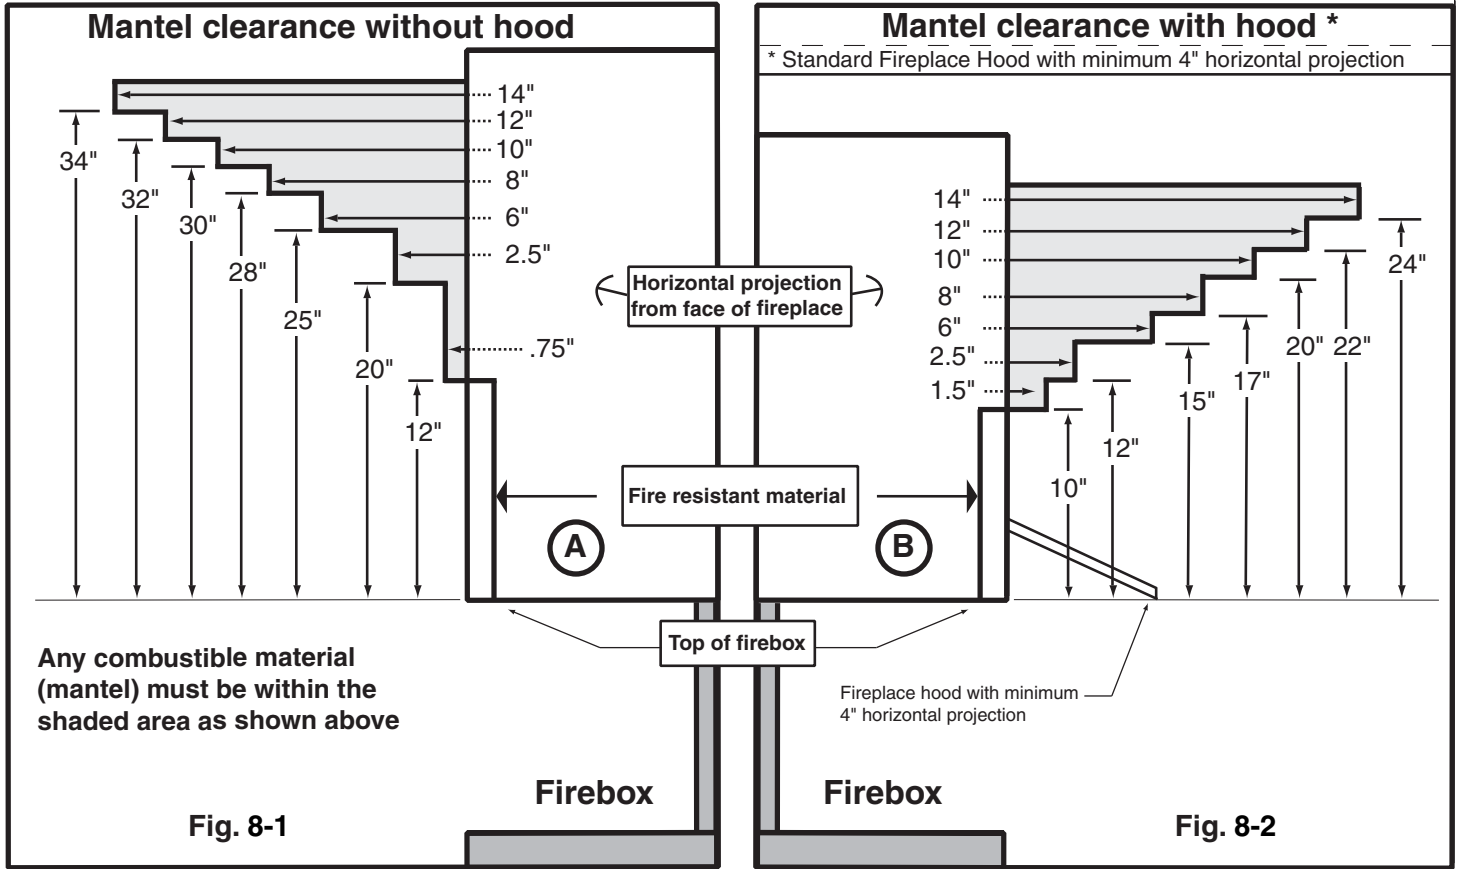 Mantel clearance without hood
14"
12"
10"
8"
6"
2.5"
.75"
34"
32"
30"
28"
25"
20"
12"
Fire resistant material
A
Horizontal projection
from face of fireplace
Top of firebox
Any combustible material
(mantel) must be within the
shaded area as shown above
Firebox
Fig. 8-1
Mantel clearance with hood *
* Standard Fireplace Hood with minimum 4" horizontal projection
14"
12"
10"
8"
6"
2.5"
1.5"
24"
22"
20"
17"
15"
12"
10"
B
Fireplace hood with minimum
4" horizontal projection
Firebox
Fig. 8-2